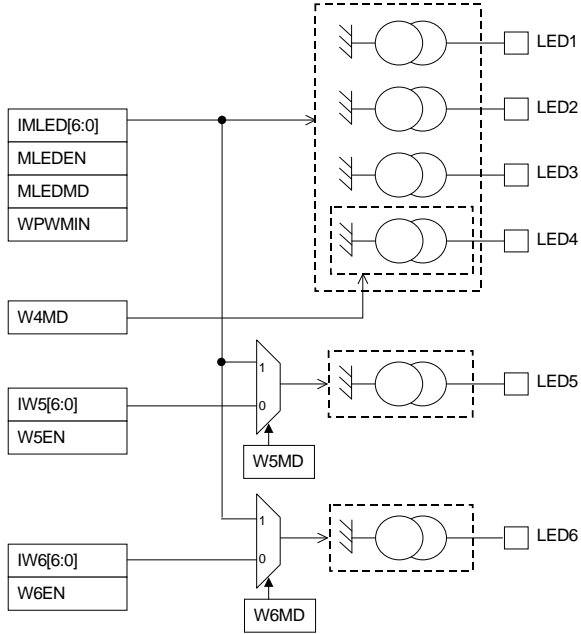 LED1
LED2
LED3
LED4
IMLED[6:0]
MLEDEN
MLEDMD
WPWMIN
W4MD
1
0
LED5
IW5[6:0]
W5EN
W5MD
1
0
LED6
IW6[6:0]
W6EN
W6MD